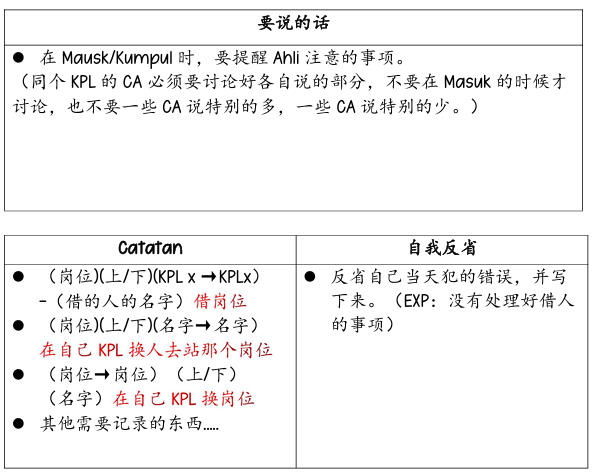 要说的话
● 在 Mausk/Kumpul 时，要提醒 Ahli 注意的事项。
（同个 KPL 的 CA 必须要讨论好各自说的部分，不要在 Masuk 的时候才
讨论，也不要一些 CA 说特别的多，一些 CA 说特别的少。）
Catatan
● （岗位)(上/下)(KPL x →KPLx）
-（借的人的名字）借岗位
● （岗位)(上/下)(名字→名字）
在自己 KPL 换人去站那个岗位
● （岗位→岗位）（上/下）
（名字）在自己 KPL 换岗位
● 其他需要记录的东西.....
自我反省
● 反省自己当天犯的错误，并写
下来。（EXP：没有处理好借人
的事项）